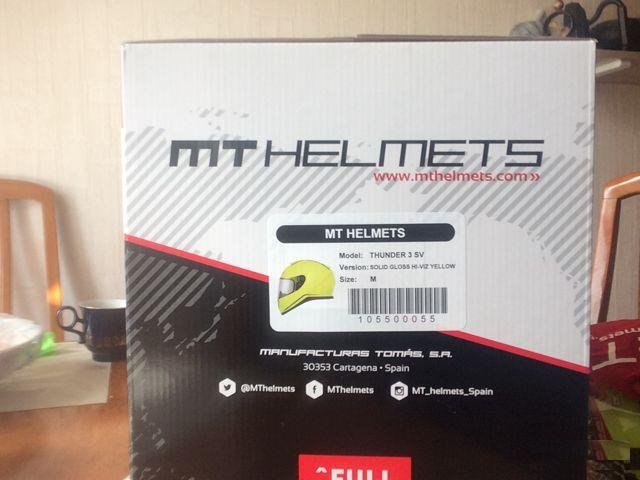 MT HELMETS
www.mthelmets.com»
MT HELMETS
Model: THUNDER 3 SV
Version: SOLID GLOSS HI-VIZ YELLOW
Size: M
105500055
MANUFACTURAS TOMÁS, S.A.
30353 Cartagena • Spain
@MThelmets
MThelmets
MT_helmets_Spain
^FULL